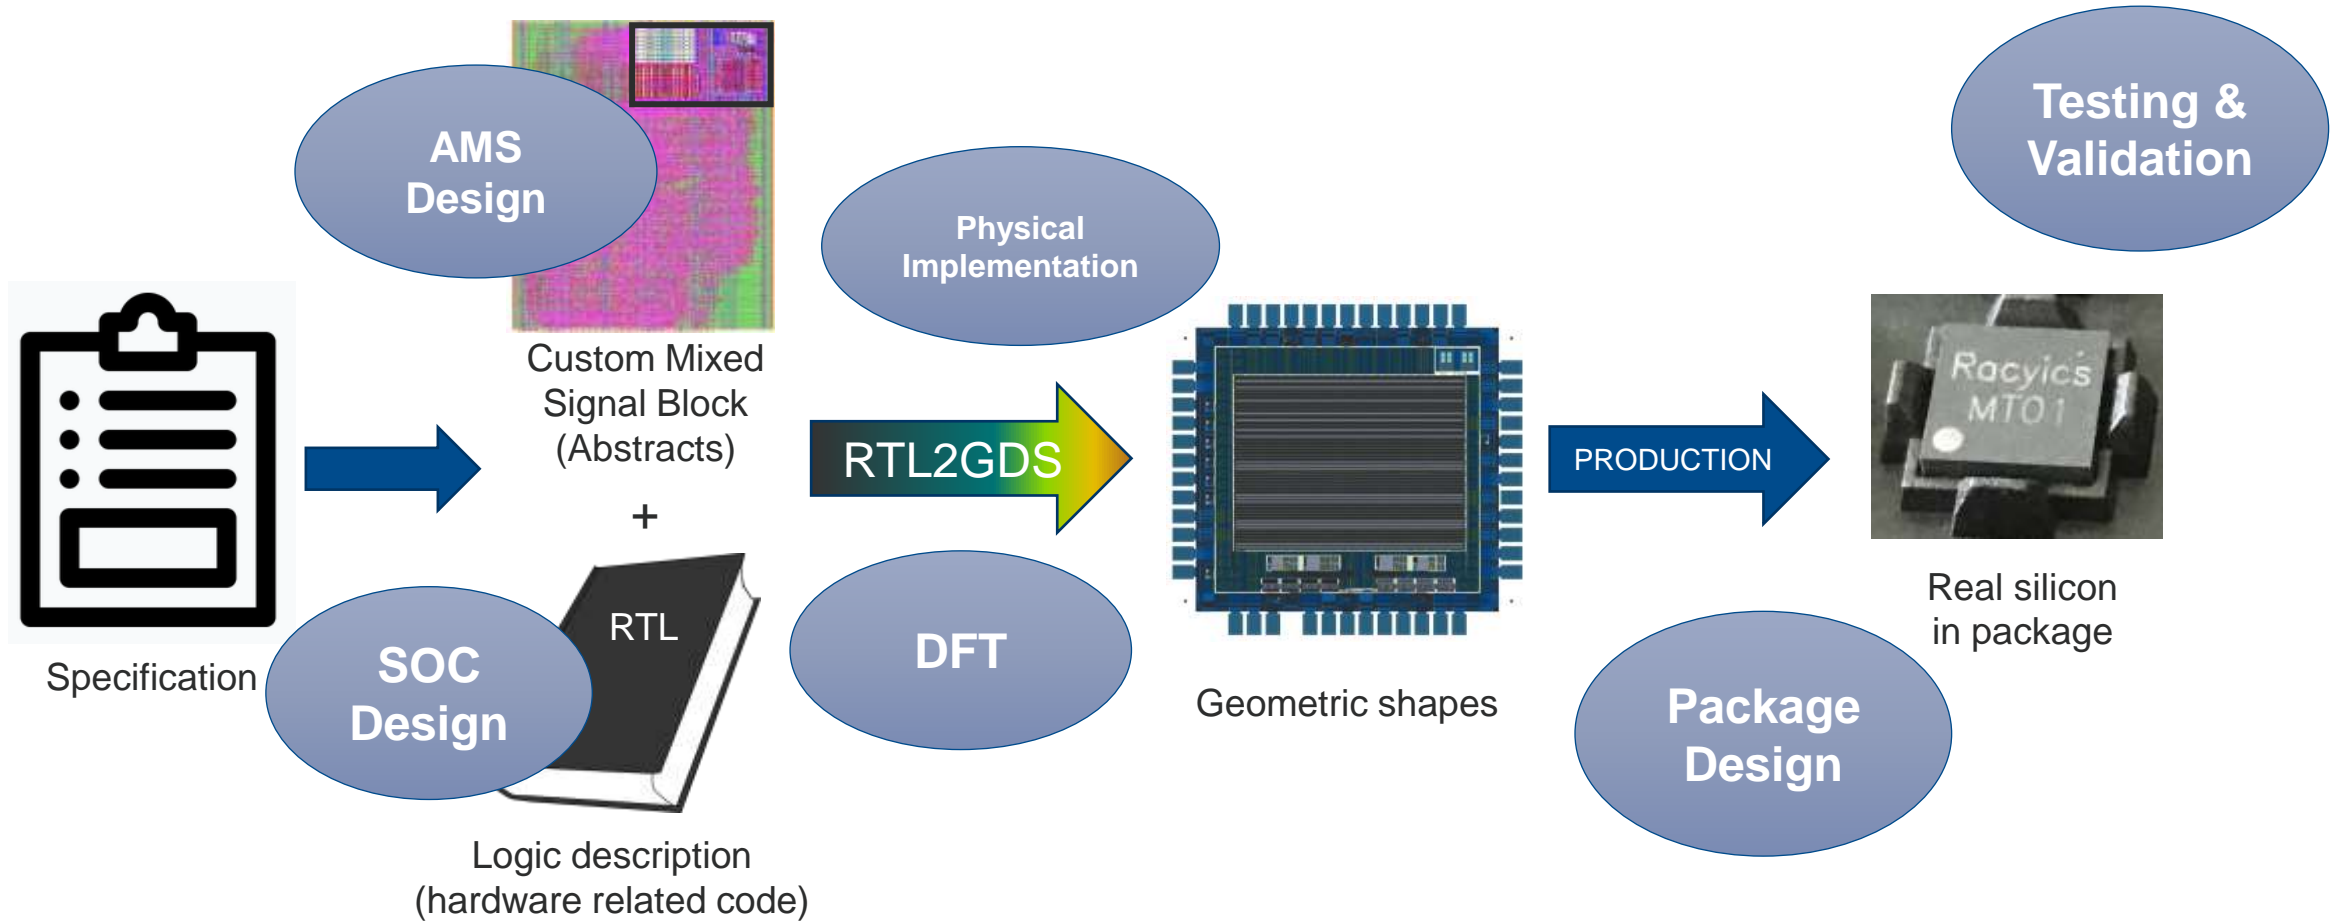 AMS
Design
Testing &
Validation
Physical
Implementation
Custom Mixed
Signal Block
(Abstracts)
Racyics
MT01
RTL2GDS
PRODUCTION
+
RTL
Specification
SOC
Design
DFT
Geometric shapes
Real silicon
in package
Package
Design
Logic description
(hardware related code)